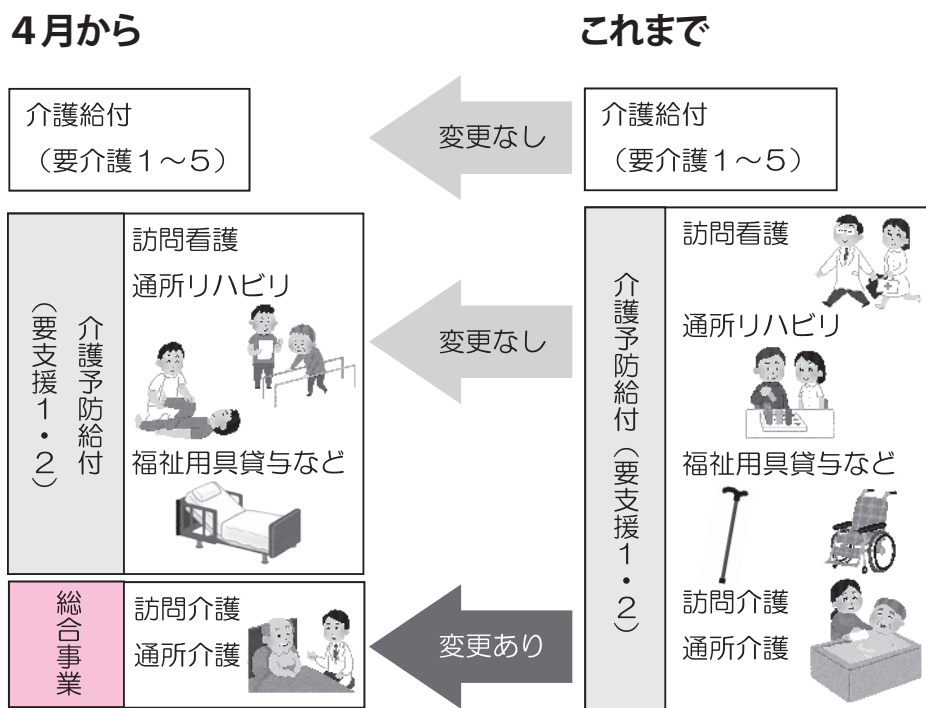 これまで
介護給付
（要介護１～５）
介護予防給付（要支援１・２）
訪問看護
通所リハビリ
福祉用具貸与など
訪問介護
通所介護
変更なし
変更なし
変更あり
４月から
介護給付
（要介護１～５）
介護予防給付
（要支援１・２）
訪問看護
通所リハビリ
福祉用具貸与など
総合事業
訪問介護
通所介護